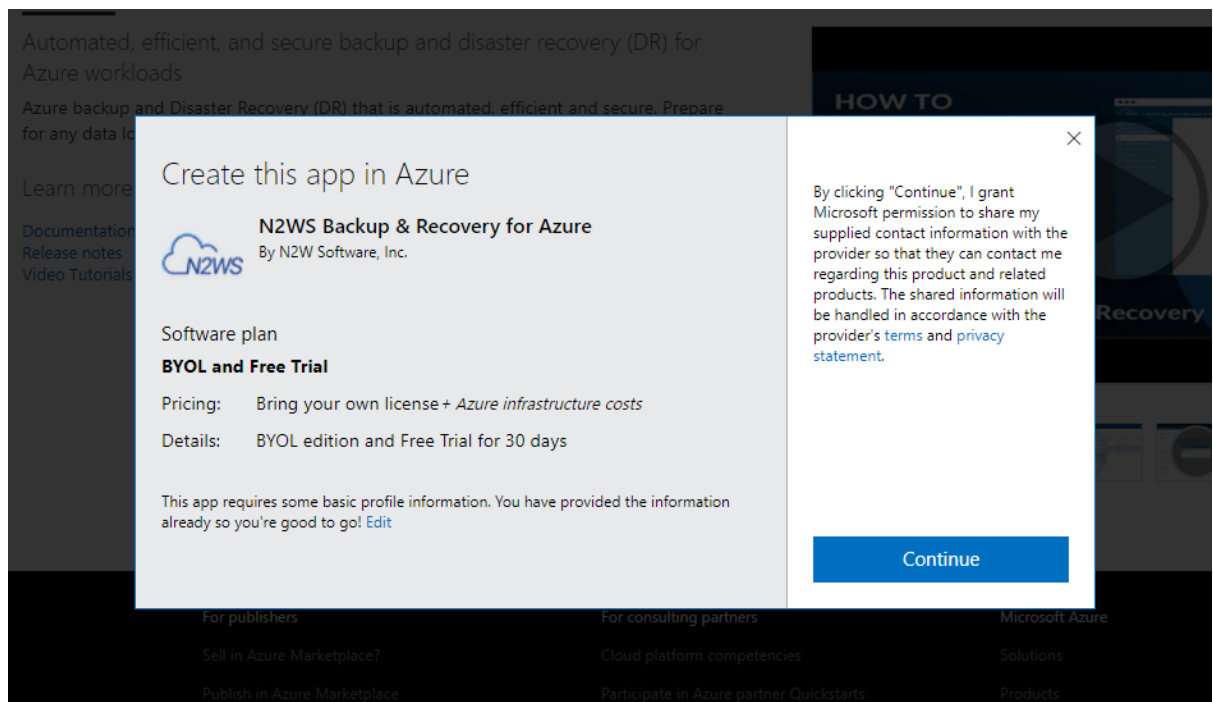 Automated, efficient, and secure backup and disaster recovery (DR) for
Azure workloads
Azure backup and Disaster Recovery (DR) that is automated, efficient and secure. Prepare
for any data
HOW TO
Learn more
Documentation
Release notes
Video Tutorials
Recovery
Create this app in Azure
N2WS
N2WS Backup & Recovery for Azure
By N2W Software, Inc.
Software plan
BYOL and Free Trial
Pricing: Bring your own license + Azure infrastructure costs
Details: BYOL edition and Free Trial for 30 days
This app requires some basic profile information. You have provided the information
already so you're good to go! Edit
By clicking "Continue", I grant
Microsoft permission to share my
supplied contact information with the
provider so that they can contact me
regarding this product and related
products. The shared information will
be handled in accordance with the
provider's terms and privacy
statement.
Continue
For publishers
For consulting partners
Microsoft Azure
Sell in Azure Marketplace?
Cloud platform competencies
Solutions
Publish in Azure Marketplace
Participate in Azure partner Quickstarts
Products